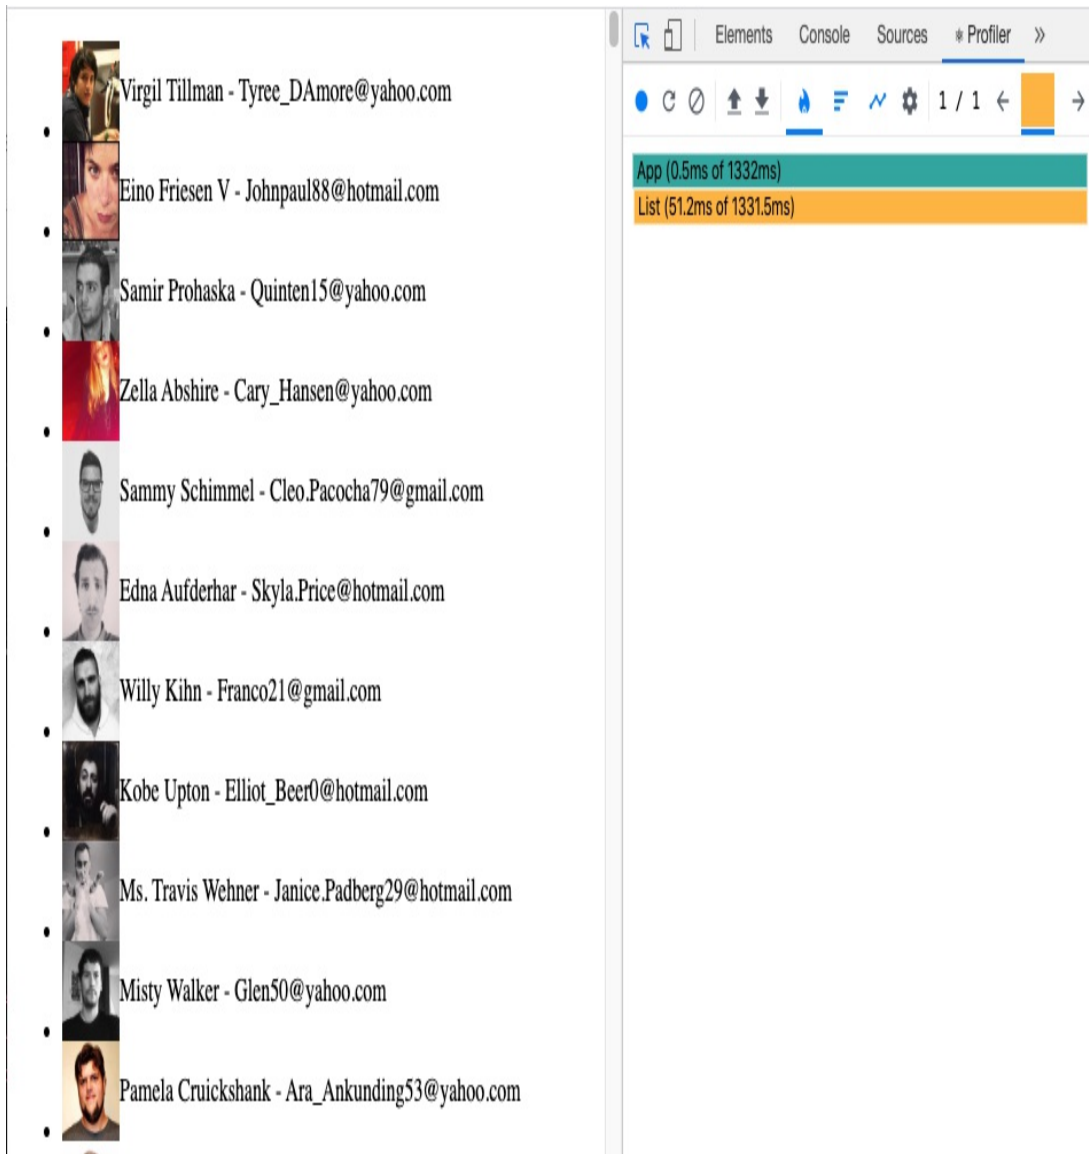 Virgil Tillman - Tyree_DAmore@yahoo.com
Eino Friesen V - Johnpaul88@hotmail.com
Samir Prohaska - Quinten15@yahoo.com
Zella Abshire - Cary_Hansen@yahoo.com
Sammy Schimmel - Cleo.Pacocha79@gmail.com
Edna Aufderhar - Skyla.Price@hotmail.com
Willy Kihn - Franco21@gmail.com
Kobe Upton - Elliot_Beer0@hotmail.com
Ms. Travis Wehner - Janice.Padberg29@hotmail.com
Misty Walker - Glen50@yahoo.com
Pamela Cruickshank - Ara_Ankunding53@yahoo.com
Elements Console Sources Profiler
1 / 1
App (0.5ms of 1332ms)
List (51.2ms of 1331.5ms)